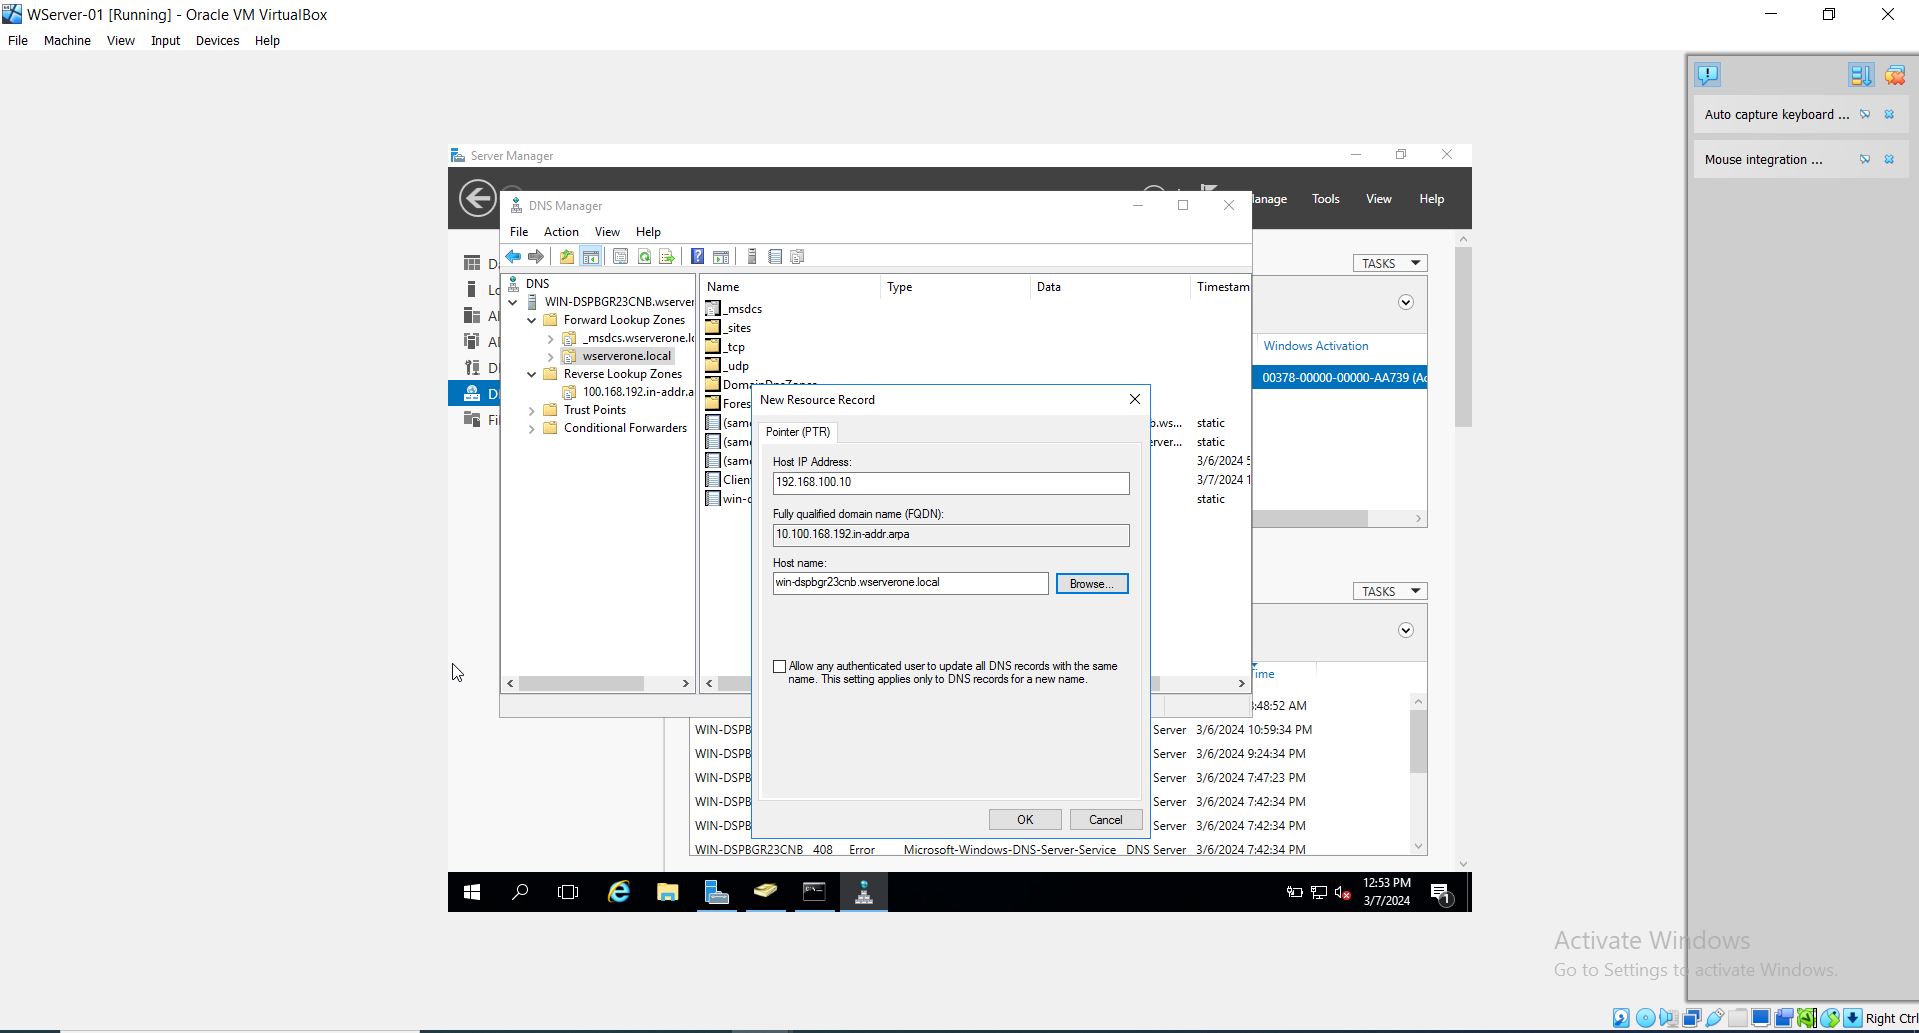 WServer-01 [Running] - Oracle VM VirtualBox
File Machine View Input Devices Help
Auto capture keyboard ...
Mouse integration ...
Server Manager
Manage Tools View Help
DNS Manager
File Action View Help
DNS
WIN-DSPBGR23CNB.wserver
Forward Lookup Zones
_msdcs.wserverone.lo
wserverone.local
Reverse Lookup Zones
100.168.192.in-addr.a
Trust Points
Conditional Forwarders
Name Type Data Timestam
_msdcs
_sites
_tcp
_udp
DomainDnsZones
Fores
(sam b.ws... static
(sam erver... static
(sam 3/6/2024 5
Clien 3/7/2024 1
win-d static
TASKS
Windows Activation
00378-00000-00000-AA739 (Ac
New Resource Record
Pointer (PTR)
Host IP Address:
192.168.100.10
Fully qualified domain name (FQDN):
10.100.168.192.in-addr.arpa
Host name:
win-dspbgr23cnb.wserverone.local
Browse...
Allow any authenticated user to update all DNS records with the same
name. This setting applies only to DNS records for a new name.
OK Cancel
TASKS
ime
:48:52 AM
WIN-DSPB Server 3/6/2024 10:59:34 PM
WIN-DSPB Server 3/6/2024 9:24:34 PM
WIN-DSPB Server 3/6/2024 7:47:23 PM
WIN-DSPB Server 3/6/2024 7:42:34 PM
WIN-DSPB Server 3/6/2024 7:42:34 PM
WIN-DSPBGR23CNB 408 Error Microsoft-Windows-DNS-Server-Service DNS Server 3/6/2024 7:42:34 PM
12:53 PM
3/7/2024
1
Activate Windows
Go to Settings to activate Windows.
Right Ctrl